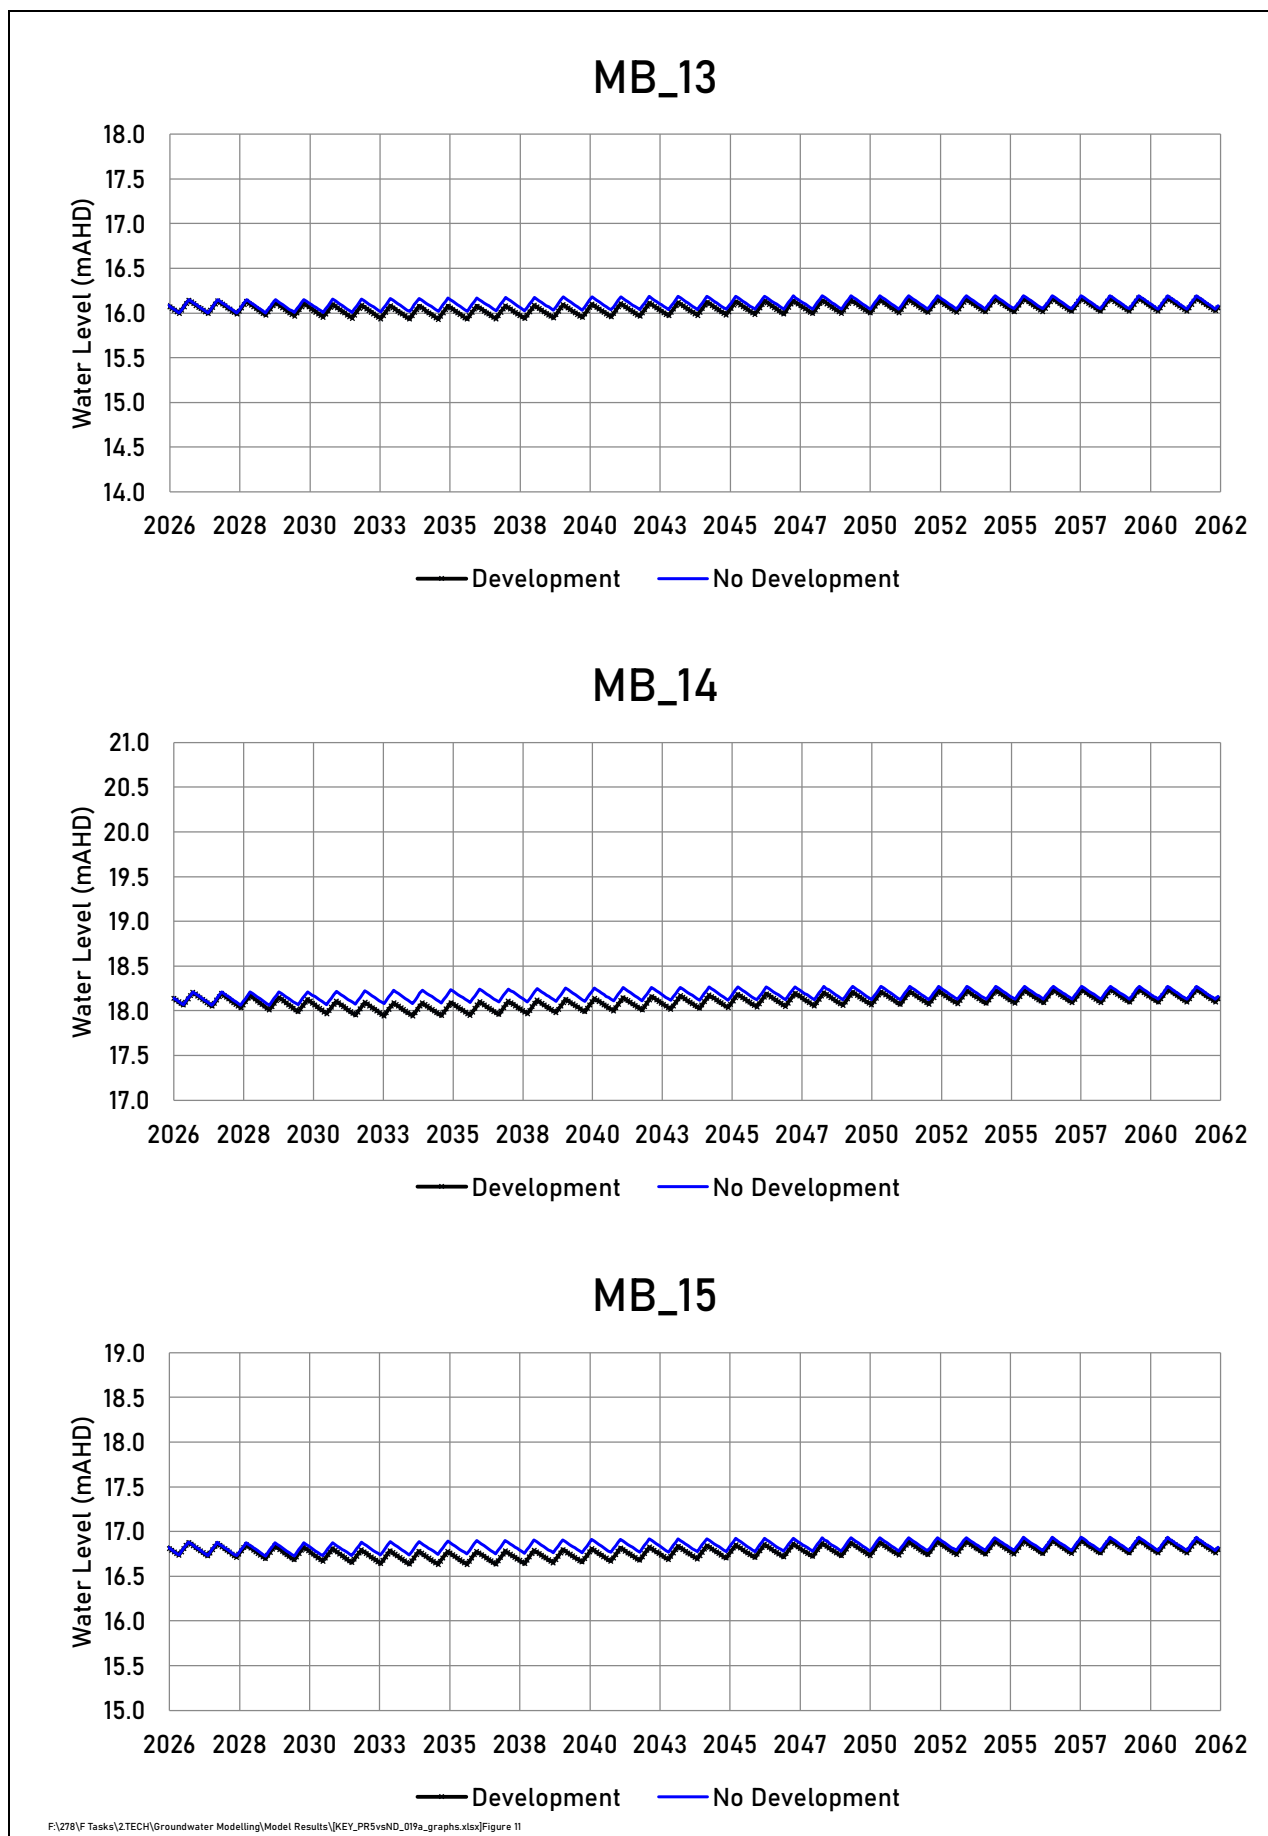 MB_13
18.0
17.5
17.0
16.5
16.0
15.5
15.0
14.5
14.0
Water Level (mAHD)
2026 2028 2030 2033 2035 2038 2040 2043 2045 2047 2050 2052 2055 2057 2060 2062
Development No Development
MB_14
21.0
20.5
20.0
19.5
19.0
18.5
18.0
17.5
17.0
Water Level (mAHD)
2026 2028 2030 2033 2035 2038 2040 2043 2045 2047 2050 2052 2055 2057 2060 2062
Development No Development
MB_15
19.0
18.5
18.0
17.5
17.0
16.5
16.0
15.5
15.0
Water Level (mAHD)
2026 2028 2030 2033 2035 2038 2040 2043 2045 2047 2050 2052 2055 2057 2060 2062
Development No Development
F:\278\F Tasks\2.TECH\Groundwater Modelling\Model Results\[KEY_PR5vsND_019a_graphs.xlsx]Figure 11